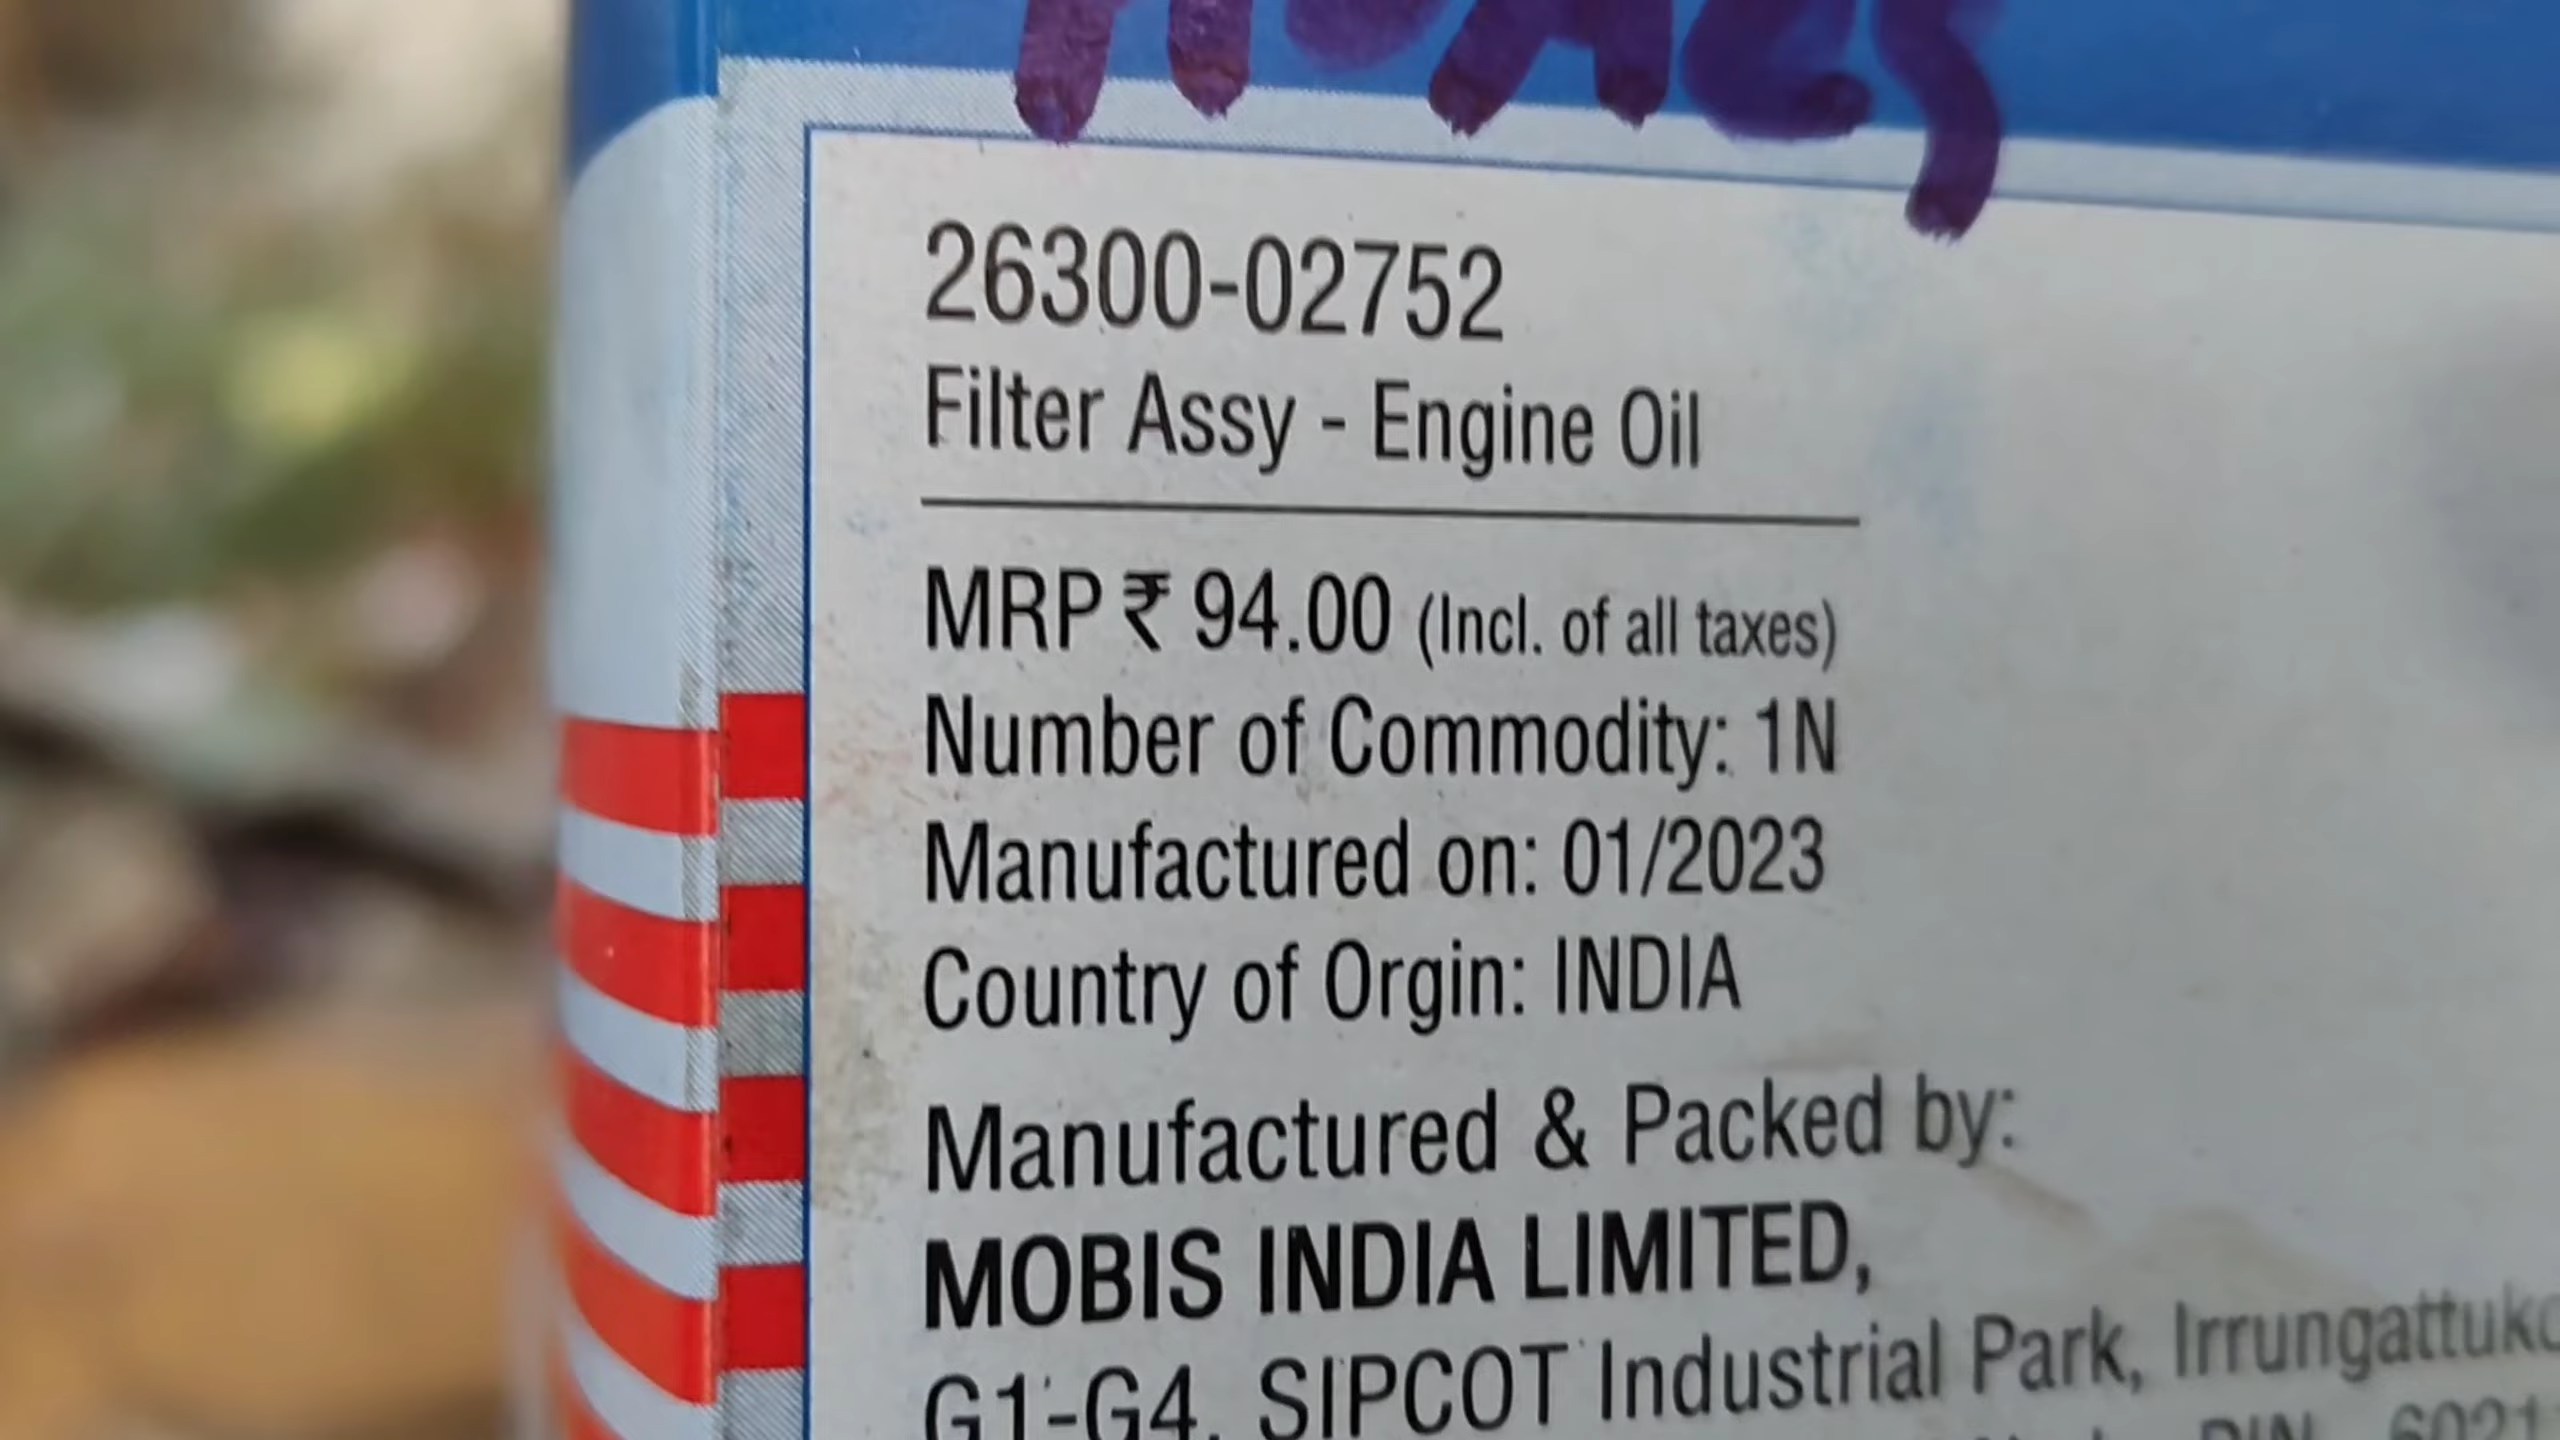 26300-02752
Filter Assy - Engine Oil
MRP ₹ 94.00 (Incl. of all taxes)
Number of Commodity: 1N
Manufactured on: 01/2023
Country of Orgin: INDIA
Manufactured & Packed by:
MOBIS INDIA LIMITED,
G1-G4, SIPCOT Industrial Park,
PIN